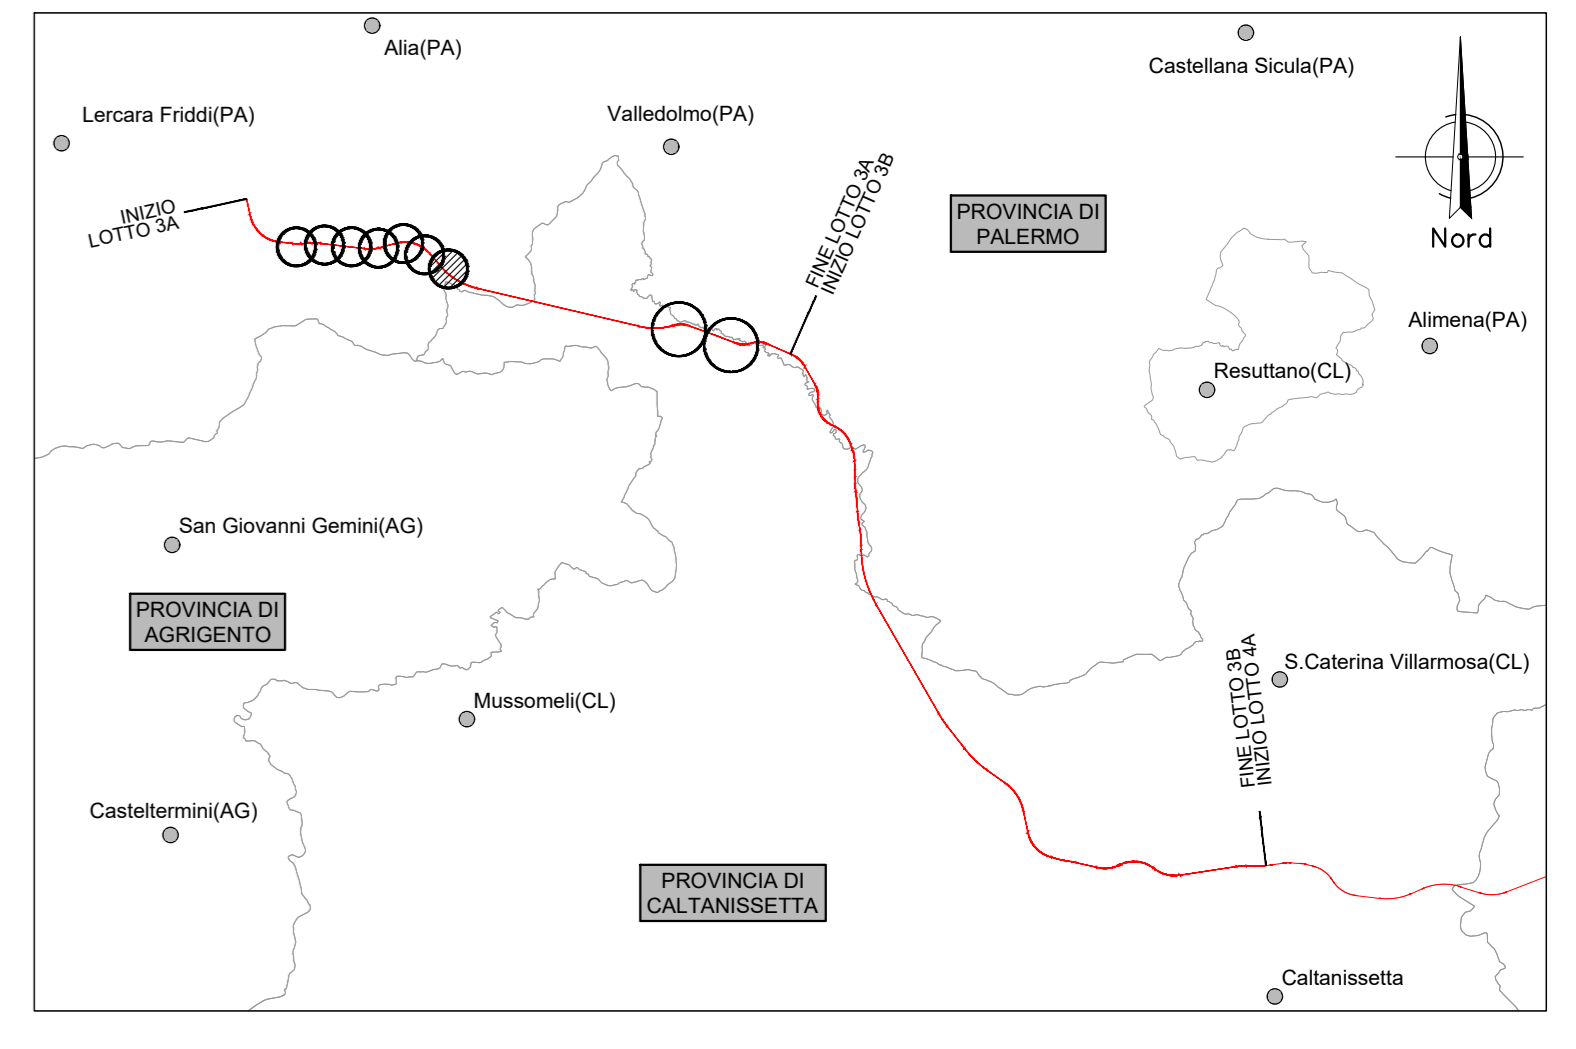 Alia(PA)
Castellana Sicula(PA)
Lercara Friddi(PA)
Valledolmo(PA)
INIZIO
LOTTO 3A
FINE LOTTO 3A
INIZIO LOTTO 3B
PROVINCIA DI
PALERMO
Nord
Alimena(PA)
Resuttano(CL)
San Giovanni Gemini(AG)
PROVINCIA DI
AGRIGENTO
FINE LOTTO 3B
INIZIO LOTTO 4A
S.Caterina Villarmosa(CL)
Mussomeli(CL)
Casteltermini(AG)
PROVINCIA DI
CALTANISSETTA
Caltanissetta